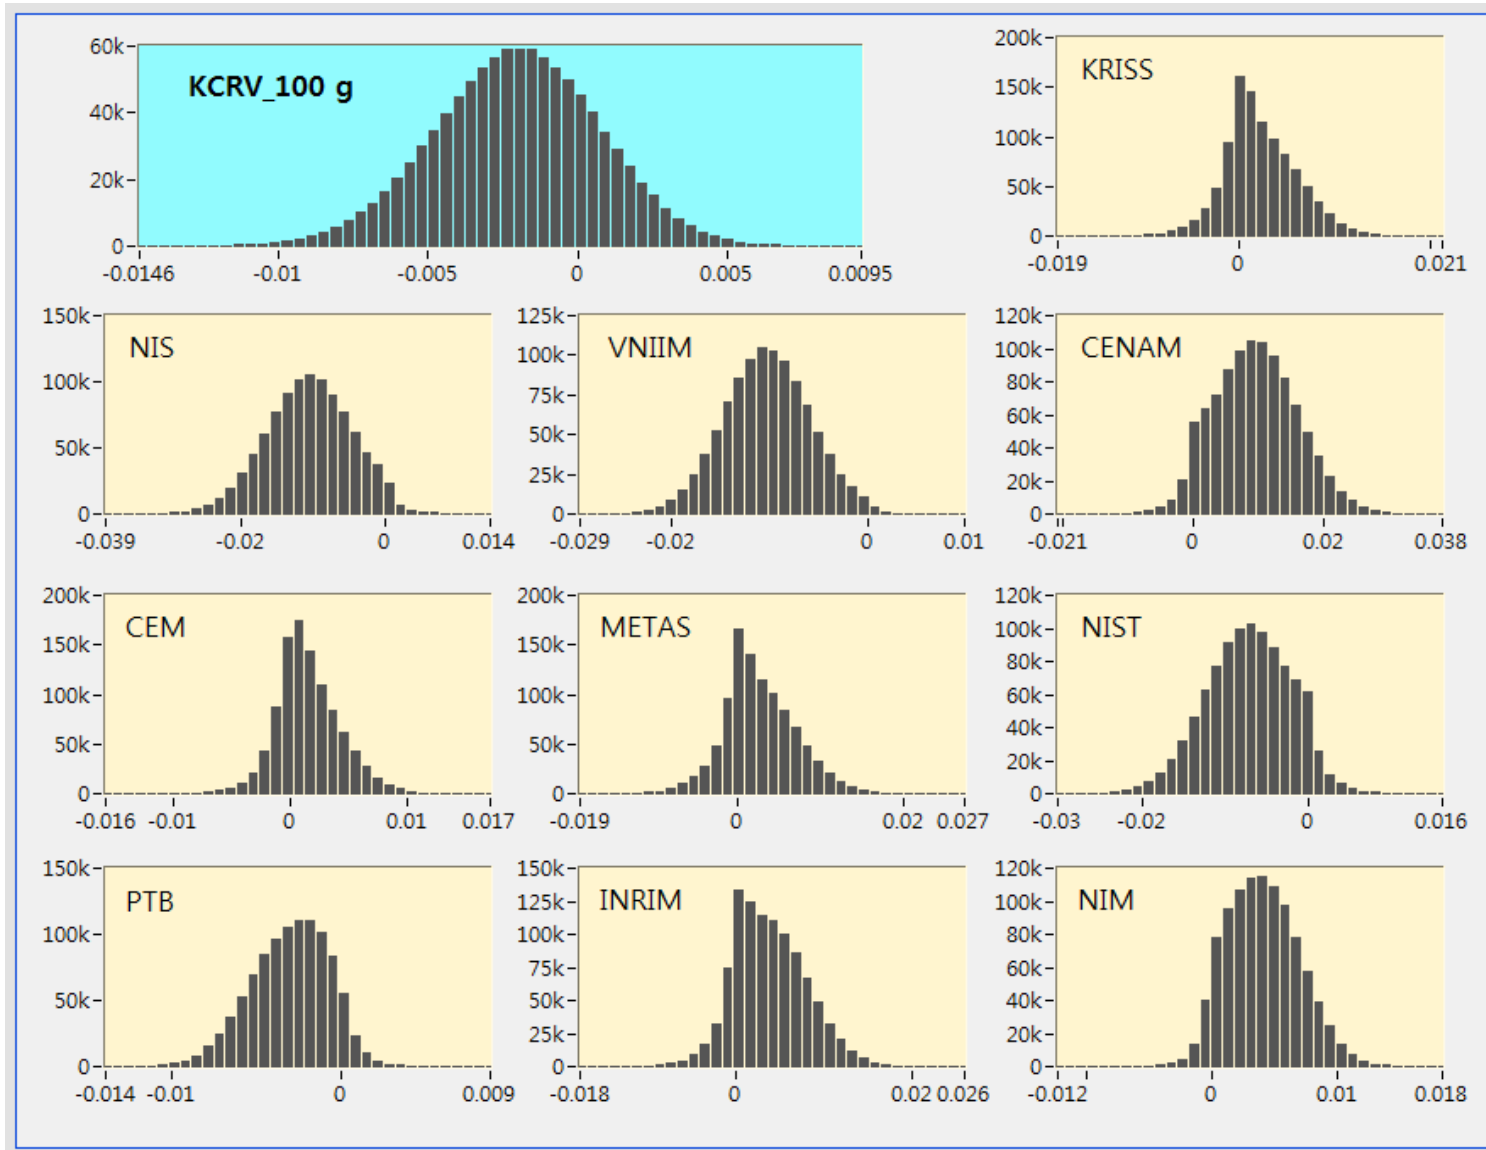 60k
40k
20k
0
KCRV_100 g
-0.0146 -0.01 -0.005 0 0.005 0.0095
200k
150k
100k
50k
0
KRISS
-0.019 0 0.021
150k
100k
50k
0
NIS
-0.039 -0.02 0 0.014
125k
100k
75k
50k
25k
0
VNIIM
-0.029 -0.02 0 0.01
120k
100k
80k
60k
40k
20k
0
CENAM
-0.021 0 0.02 0.038
200k
150k
100k
50k
0
CEM
-0.016 -0.01 0 0.01 0.017
200k
150k
100k
50k
0
METAS
-0.019 0 0.02 0.027
120k
100k
80k
60k
40k
20k
0
NIST
-0.03 -0.02 0 0.016
150k
100k
50k
0
PTB
-0.014 -0.01 0 0.009
150k
125k
100k
75k
50k
25k
0
INRIM
-0.018 0 0.02 0.026
120k
100k
80k
60k
40k
20k
0
NIM
-0.012 0 0.01 0.018